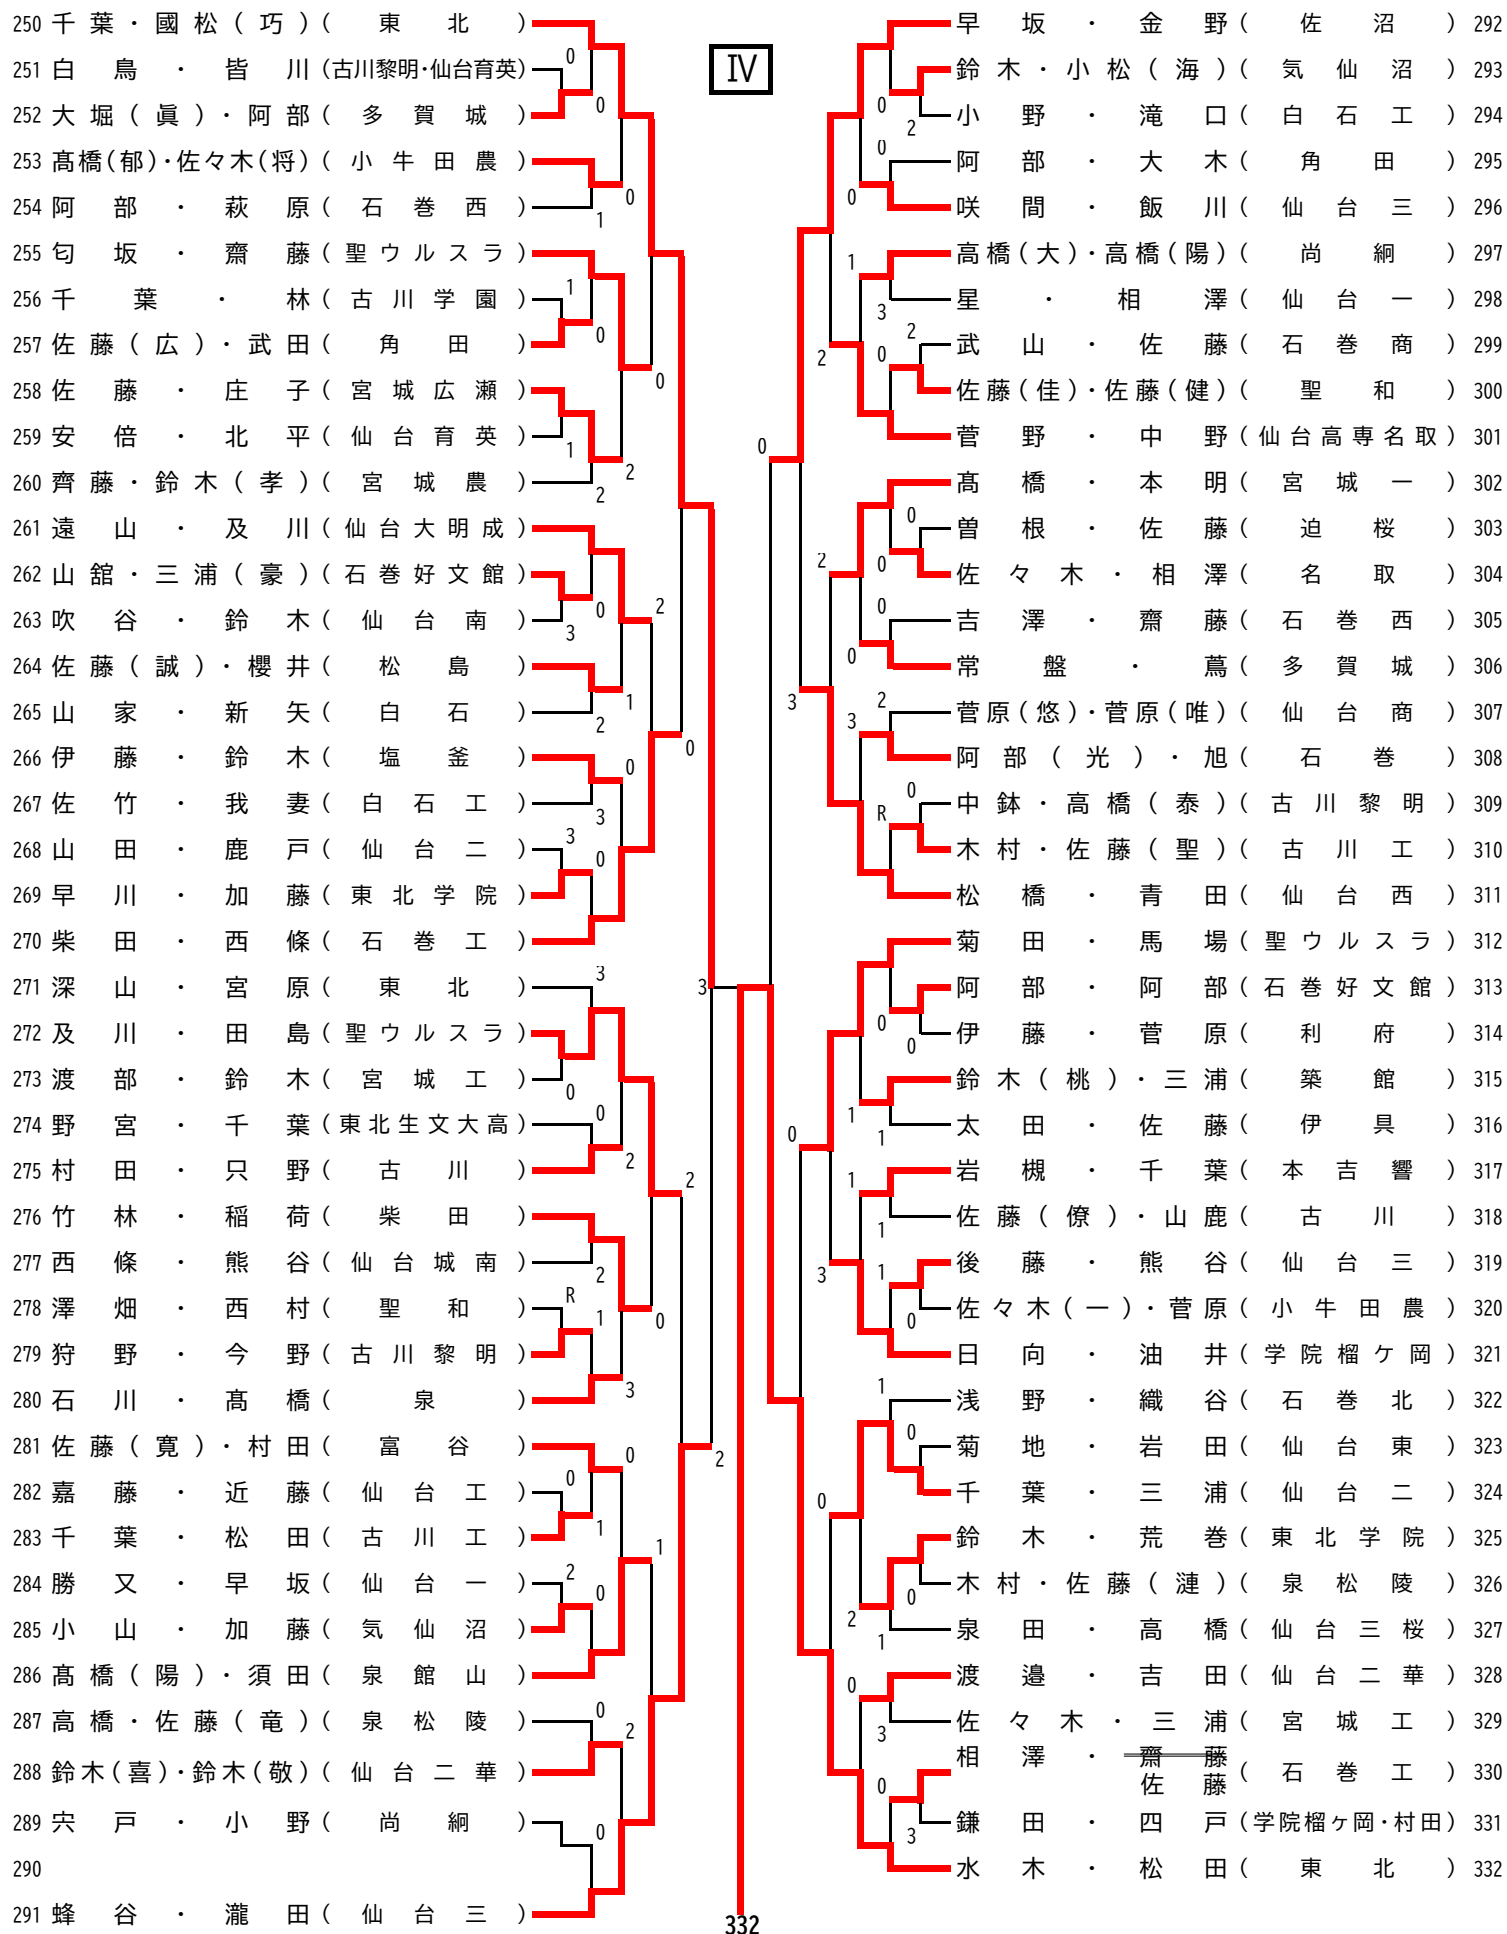 Ⅳ
250 千葉・國松(巧)(東北)
251 白鳥・皆川(古川黎明・仙台育英)
252 大堀(眞)・阿部(多賀城)
253 髙橋(郁)・佐々木(将)(小牛田農)
254 阿部・萩原(石巻西)
255 匂坂・齋藤(聖ウルスラ)
256 千葉・林(古川学園)
257 佐藤(広)・武田(角田)
258 佐藤・庄子(宮城広瀬)
259 安倍・北平(仙台育英)
260 齊藤・鈴木(孝)(宮城農)
261 遠山・及川(仙台大明成)
262 山舘・三浦(豪)(石巻好文館)
263 吹谷・鈴木(仙台南)
264 佐藤(誠)・櫻井(松島)
265 山家・新矢(白石)
266 伊藤・鈴木(塩釜)
267 佐竹・我妻(白石工)
268 山田・鹿戸(仙台二)
269 早川・加藤(東北学院)
270 柴田・西條(石巻工)
271 深山・宮原(東北)
272 及川・田島(聖ウルスラ)
273 渡部・鈴木(宮城工)
274 野宮・千葉(東北生文大高)
275 村田・只野(古川)
276 竹林・稲荷(柴田)
277 西條・熊谷(仙台城南)
278 澤畑・西村(聖和)
279 狩野・今野(古川黎明)
280 石川・髙橋(泉)
281 佐藤(寛)・村田(富谷)
282 嘉藤・近藤(仙台工)
283 千葉・松田(古川工)
284 勝又・早坂(仙台一)
285 小山・加藤(気仙沼)
286 髙橋(陽)・須田(泉館山)
287 高橋・佐藤(竜)(泉松陵)
288 鈴木(喜)・鈴木(敬)(仙台二華)
289 宍戸・小野(尚絅)
290
291 蜂谷・瀧田(仙台三)
早坂・金野(佐沼)292
鈴木・小松(海)(気仙沼)293
小野・滝口(白石工)294
阿部・大木(角田)295
咲間・飯川(仙台三)296
高橋(大)・高橋(陽)(尚絅)297
星・相澤(仙台一)298
武山・佐藤(石巻商)299
佐藤(佳)・佐藤(健)(聖和)300
菅野・中野(仙台高専名取)301
髙橋・本明(宮城一)302
曽根・佐藤(迫桜)303
佐々木・相澤(名取)304
吉澤・齋藤(石巻西)305
常盤・蔦(多賀城)306
菅原(悠)・菅原(唯)(仙台商)307
阿部(光)・旭(石巻)308
中鉢・高橋(泰)(古川黎明)309
木村・佐藤(聖)(古川工)310
松橋・青田(仙台西)311
菊田・馬場(聖ウルスラ)312
阿部・阿部(石巻好文館)313
伊藤・菅原(利府)314
鈴木(桃)・三浦(築館)315
太田・佐藤(伊具)316
岩槻・千葉(本吉響)317
佐藤(僚)・山鹿(古川)318
後藤・熊谷(仙台三)319
佐々木(一)・菅原(小牛田農)320
日向・油井(学院榴ケ岡)321
浅野・織谷(石巻北)322
菊地・岩田(仙台東)323
千葉・三浦(仙台二)324
鈴木・荒巻(東北学院)325
木村・佐藤(漣)(泉松陵)326
泉田・高橋(仙台三桜)327
渡邉・吉田(仙台二華)328
佐々木・三浦(宮城工)329
相澤・齋藤
佐藤(石巻工)330
鎌田・四戸(学院榴ヶ岡・村田)331
水木・松田(東北)332
332